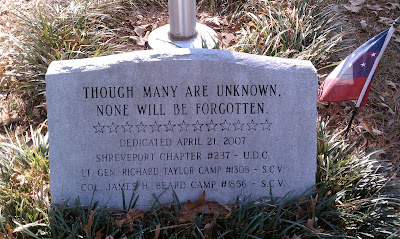 THOUGH MANY ARE UNKNOWN,
NONE WILL BE FORGOTTEN.
DEDICATED APRIL 21, 2007
SHREVEPORT CHAPTER #237 - U.D.C
LT. GEN. RICHARD TAYLOR CAMP #1308 - S.C.V
COL. JAMES H. BEARD CAMP #1856 - S.C.V